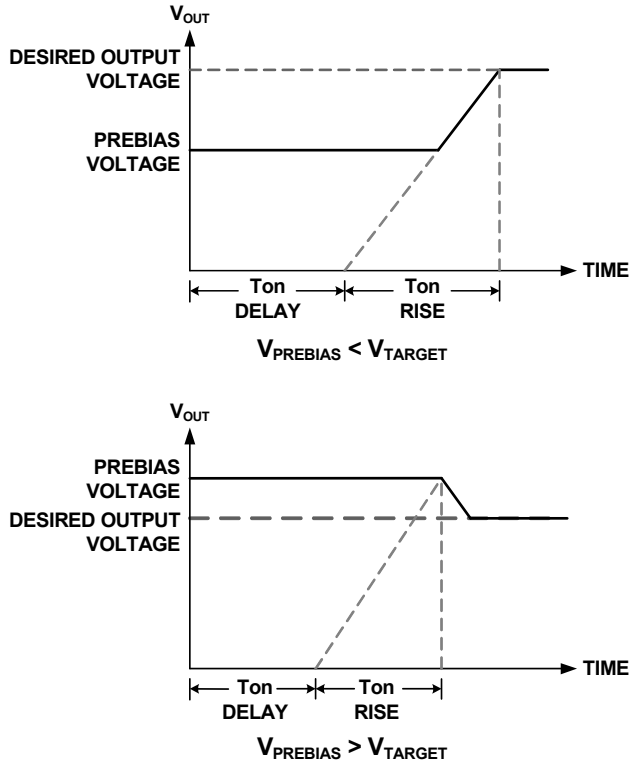 VOUT
DESIRED OUTPUT
VOLTAGE
PREBIAS
VOLTAGE
TIME
Ton
DELAY
Ton
RISE
VPREBIAS < VTARGET
VOUT
PREBIAS
VOLTAGE
DESIRED OUTPUT
VOLTAGE
TIME
Ton
DELAY
Ton
RISE
VPREBIAS > VTARGET